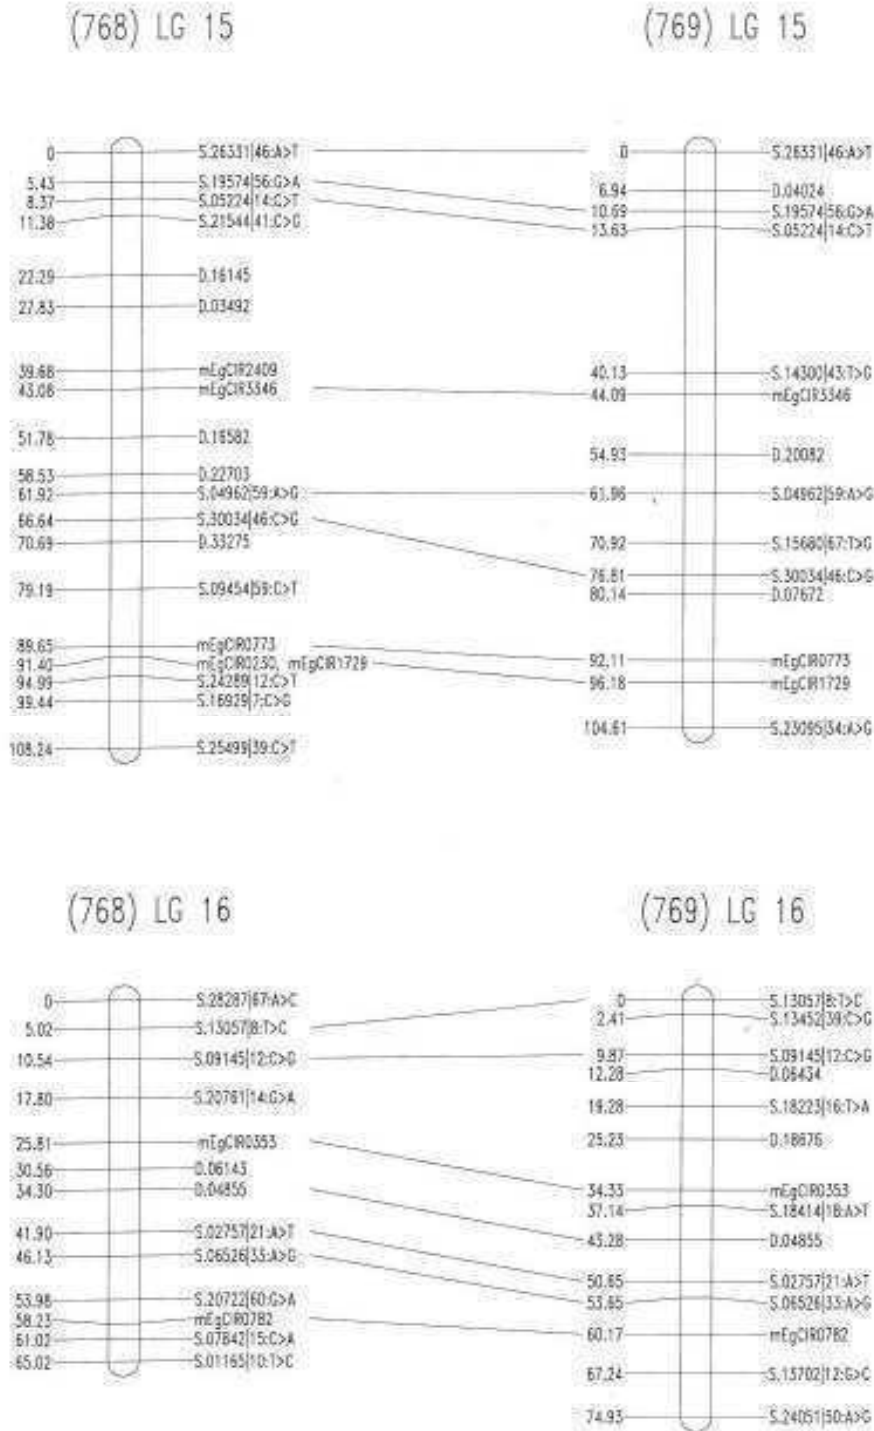 (768) LG 15
0 S.26331|46:A>T
5.43 S.19574|56:G>A
8.37 S.05224|14:G>T
11.38 S.21544|41:C>G
22.29 D.16145
27.83 D.03492
39.68 mEgCIR2409
43.08 mEgCIR3346
51.78 D.16582
58.53 D.22703
61.92 S.04962|59:A>G
66.64 S.30034|46:C>G
70.69 D.33275
79.19 S.09454|59:C>T
89.65 mEgCIR0773
91.40 mEgCIR0230, mEgCIR1729
94.99 S.24289|12:C>T
99.44 S.16929|7:C>G
108.24 S.25499|39:C>T
(769) LG 15
0 S.26331|46:A>T
6.94 D.04024
10.69 S.19574|56:G>A
13.63 S.05224|14:C>T
40.13 S.14300|43:T>G
44.09 mEgCIR3346
54.93 D.20082
61.96 S.04962|59:A>G
70.92 S.15680|67:T>G
76.81 S.30034|46:C>G
80.14 D.07672
92.11 mEgCIR0773
96.18 mEgCIR1729
104.61 S.23095|34:A>G
(768) LG 16
0 S.28287|67:A>C
5.02 S.13057|8:T>C
10.54 S.09145|12:C>G
17.80 S.20761|14:G>A
25.81 mEgCIR0353
30.56 D.06143
34.30 D.04855
41.90 S.02757|21:A>T
46.13 S.06526|33:A>G
53.98 S.20722|60:G>A
58.23 mEgCIR0782
61.02 S.07842|15:C>A
65.02 S.01165|10:T>C
(769) LG 16
0 S.13057|8:T>C
2.41 S.13452|39:C>G
9.87 S.09145|12:C>G
12.28 D.06434
19.28 S.18223|16:T>A
25.23 D.18676
34.33 mEgCIR0353
37.14 S.18414|18:A>T
43.28 D.04855
50.65 S.02757|21:A>T
53.65 S.06526|33:A>G
60.17 mEgCIR0782
67.24 S.13702|12:G>C
74.93 S.24051|50:A>G